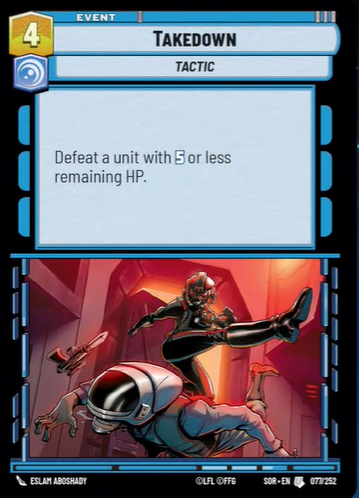 EVENT
4
TAKEDOWN
TACTIC
Defeat a unit with 5 or less
remaining HP.
ESLAM ABOSHADY
©LFL ©FFG
SOR • EN
077/252